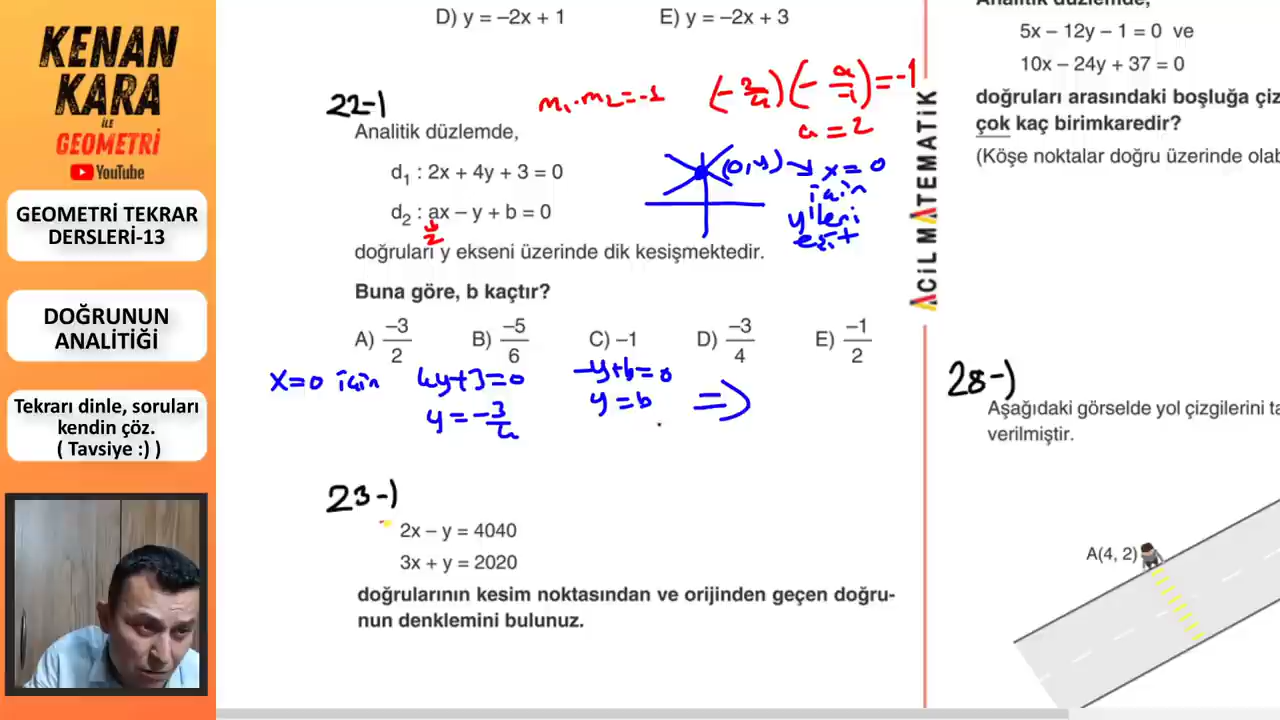 KENAN
KARA
İLE
GEOMETRİ
YouTube
GEOMETRİ TEKRAR
DERSLERİ-13
DOĞRUNUN
ANALİTİĞİ
Tekrarı dinle, soruları
kendin çöz.
( Tavsiye :) )
D) y = –2x + 1 E) y = –2x + 3
22-)
m₁.m₂=-1
(-2/4)(-a/-1)=-1
a=2
Analitik düzlemde,
d₁ : 2x + 4y + 3 = 0
d₂ : ax – y + b = 0
2
(0,y) → x=0
için
y'leri
eşit
doğruları y ekseni üzerinde dik kesişmektedir.
Buna göre, b kaçtır?
A) –3/2 B) –5/6 C) –1 D) –3/4 E) –1/2
x=0 için 4y+3=0 -y+b=0
y=-3/4 y=b ⇒
23-)
2x – y = 4040
3x + y = 2020
doğrularının kesim noktasından ve orijinden geçen doğru-
nun denklemini bulunuz.
ACİL MATEMATİK
Analitik düzlemde,
5x – 12y – 1 = 0 ve
10x – 24y + 37 = 0
doğruları arasındaki boşluğa çiz
çok kaç birimkaredir?
(Köşe noktalar doğru üzerinde olab
28-)
Aşağıdaki görselde yol çizgilerini ta
verilmiştir.
A(4, 2)